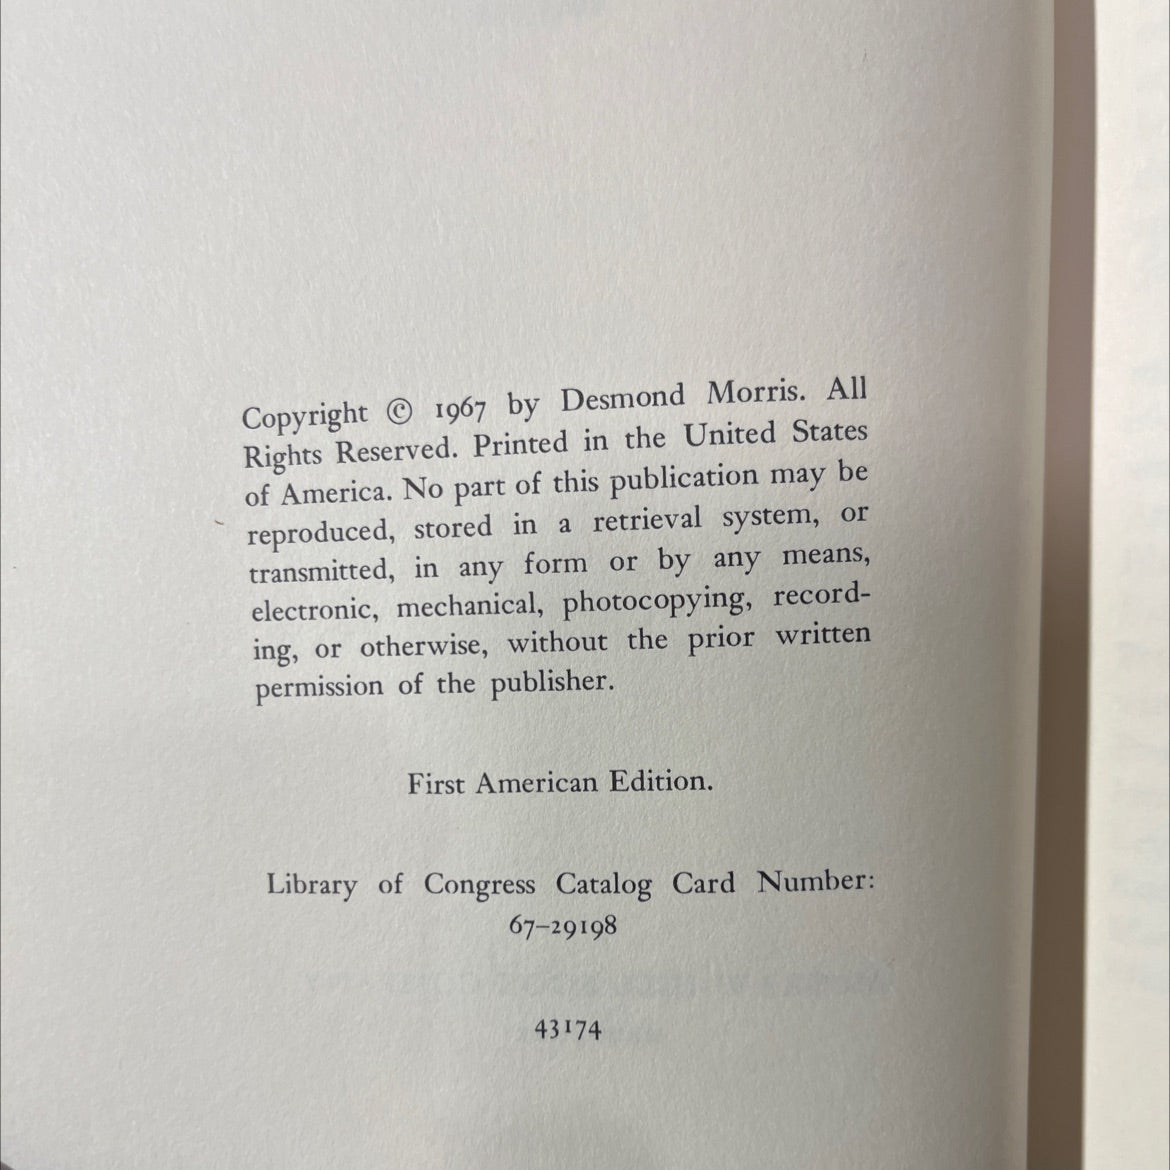 Copyright © 1967 by Desmond Morris. All
Rights Reserved. Printed in the United States
of America. No part of this publication may be
reproduced, stored in a retrieval system, or
transmitted, in any form or by any means,
electronic, mechanical, photocopying, record-
ing, or otherwise, without the prior written
permission of the publisher.
First American Edition.
Library of Congress Catalog Card Number:
67–29198
43174